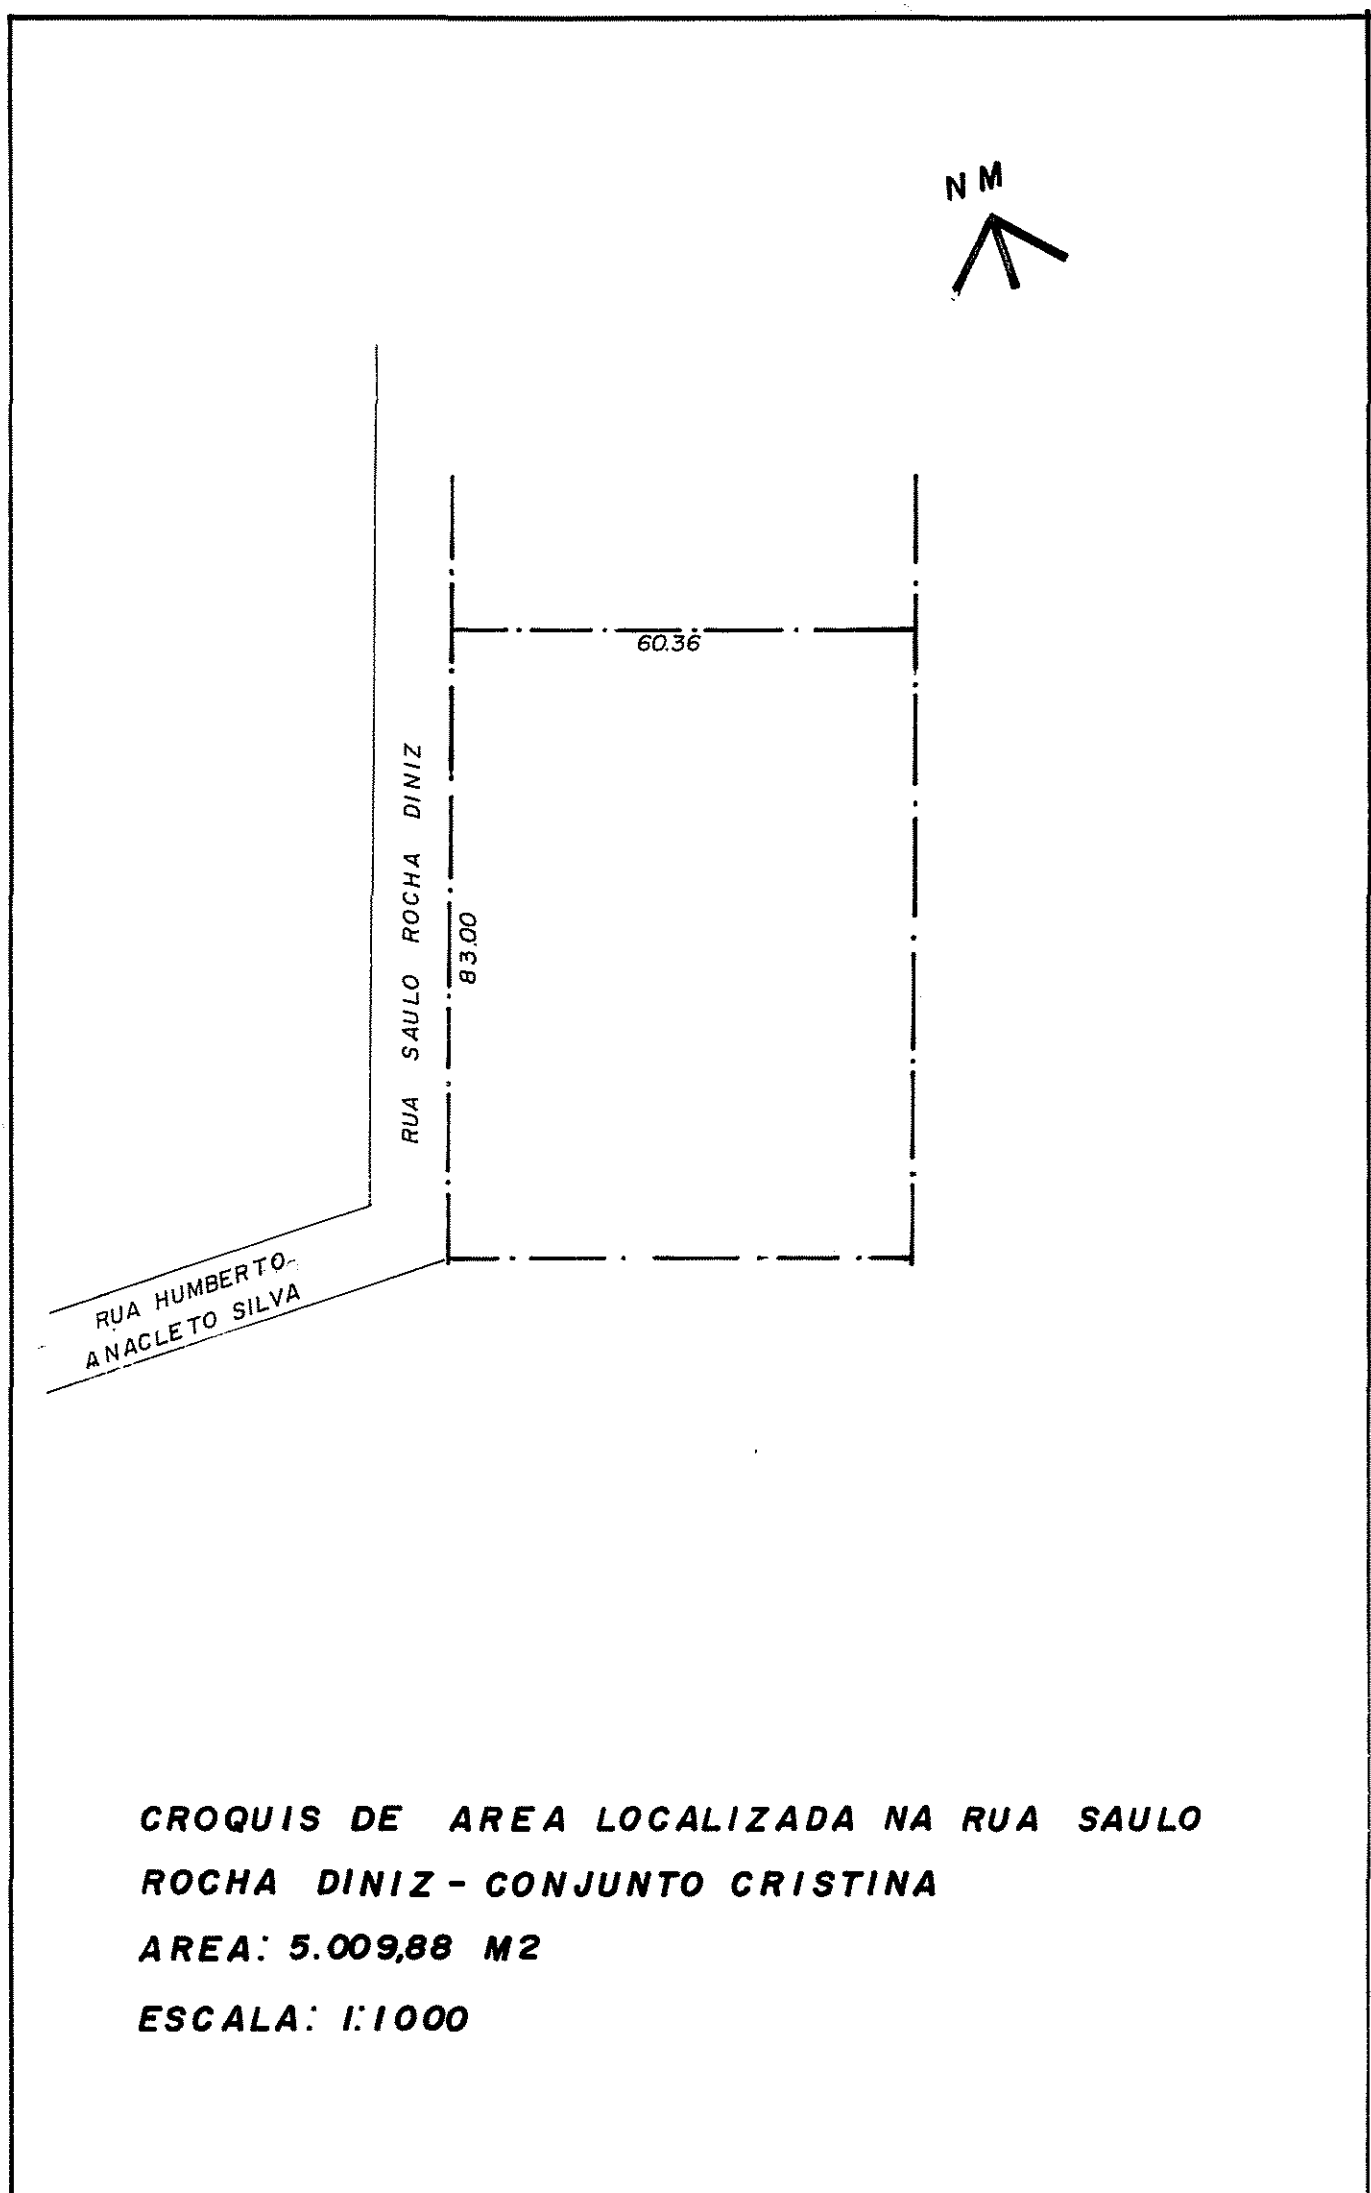 NM
60.36
RUA SAULO ROCHA DINIZ
83.00
RUA HUMBERTO
ANACLETO SILVA
CROQUIS DE AREA LOCALIZADA NA RUA SAULO
ROCHA DINIZ - CONJUNTO CRISTINA
AREA: 5.009,88 M2
ESCALA: 1:1000